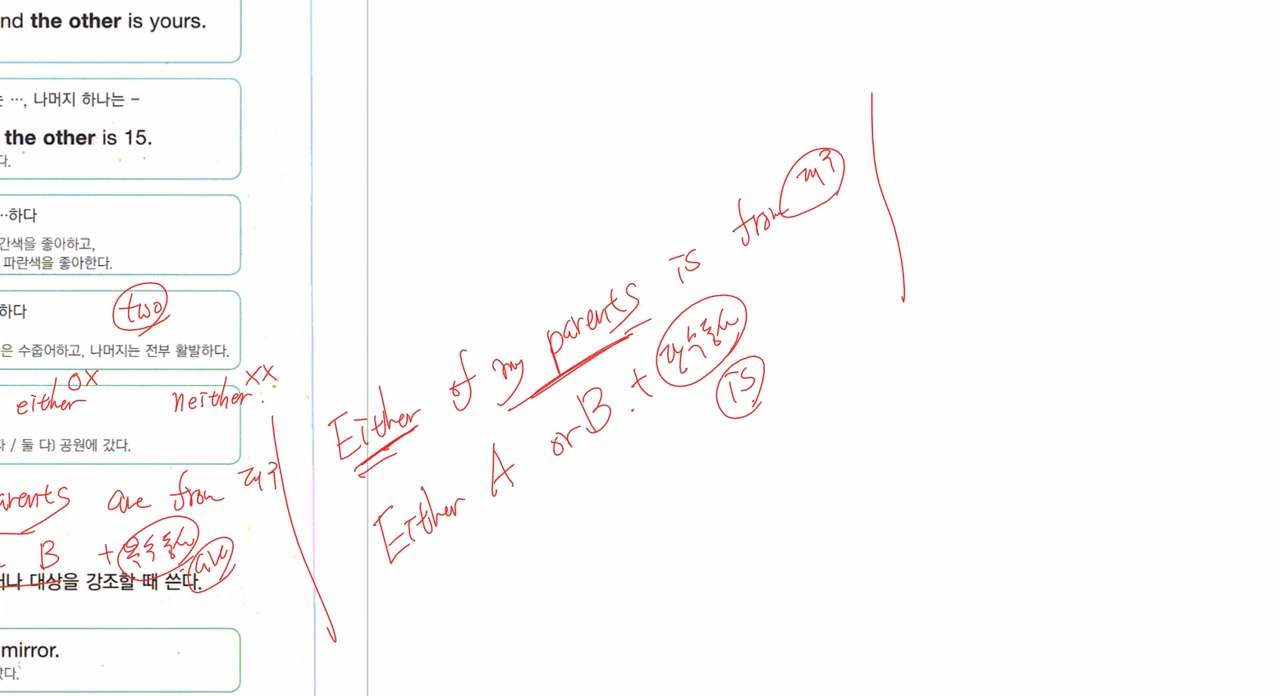 nd the other is yours.
는 …, 나머지 하나는 –
the other is 15.
다.
··하다
간색을 좋아하고,
파란색을 좋아한다.
하다
two
은 수줍어하고, 나머지는 전부 활발하다.
either OX
neither XX
자 / 둘 다) 공원에 갔다.
arents are from 대구
B + 복수동사 are
거나 대상을 강조할 때 쓴다.
mirror.
았다.
Either of my parents is from 대구
Either A or B + 단수동사
is